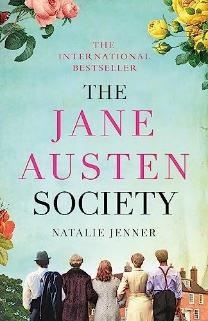 THE
INTERNATIONAL
BESTSELLER
THE
JANE
AUSTEN
SOCIETY
NATALIE JENNER